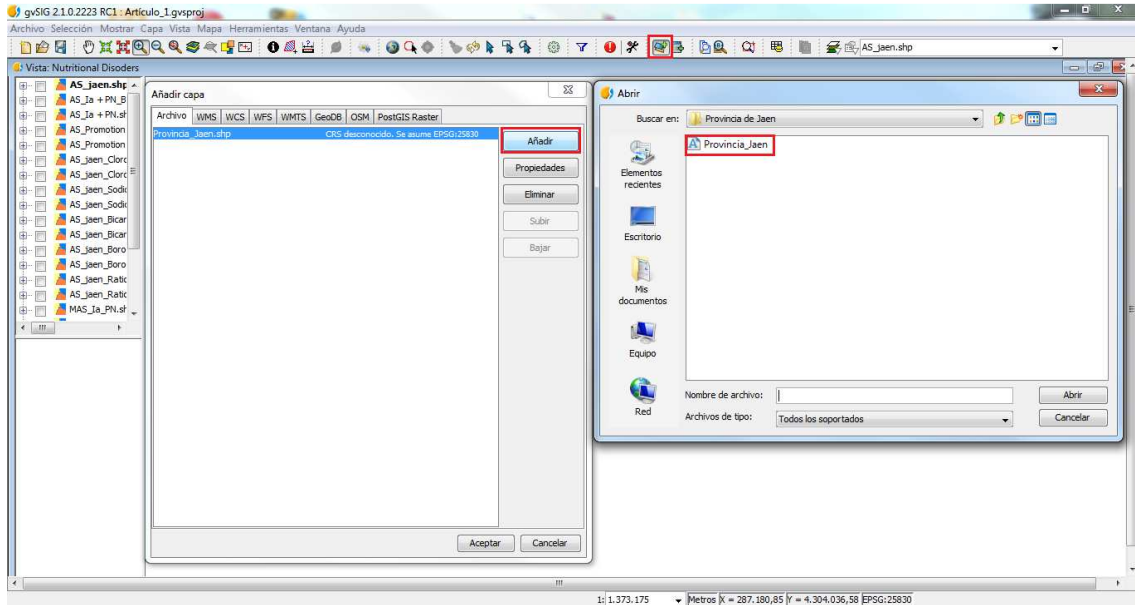 gvSIG 2.1.0.2223 RC1 : Artículo_1.gvsproj
Archivo Selección Mostrar Capa Vista Mapa Herramientas Ventana Ayuda
AS_jaen.shp
Vista: Nutritional Disoders
AS_jaen.shp
AS_Ia + PN_B
AS_Ia + PN.sh
AS_Promotion
AS_Promotion
AS_jaen_Cloro
AS_jaen_Cloro
AS_jaen_Sodic
AS_jaen_Sodic
AS_jaen_Bicar
AS_jaen_Bicar
AS_jaen_Boro
AS_jaen_Boro
AS_jaen_Ratio
AS_jaen_Ratio
MAS_Ia_PN.sh
Añadir capa
Archivo WMS WCS WFS WMTS GeoDB OSM PostGIS Raster
Provincia_Jaen.shp CRS desconocido. Se asume EPSG:25830
Añadir
Propiedades
Eliminar
Subir
Bajar
Aceptar Cancelar
Abrir
Buscar en: Provincia de Jaen
Provincia_Jaen
Elementos
recientes
Escritorio
Mis
documentos
Equipo
Red
Nombre de archivo: Abrir
Archivos de tipo: Todos los soportados Cancelar
1: 1.373.175 Metros X = 287.180,85 Y = 4.304.036,58 EPSG:25830